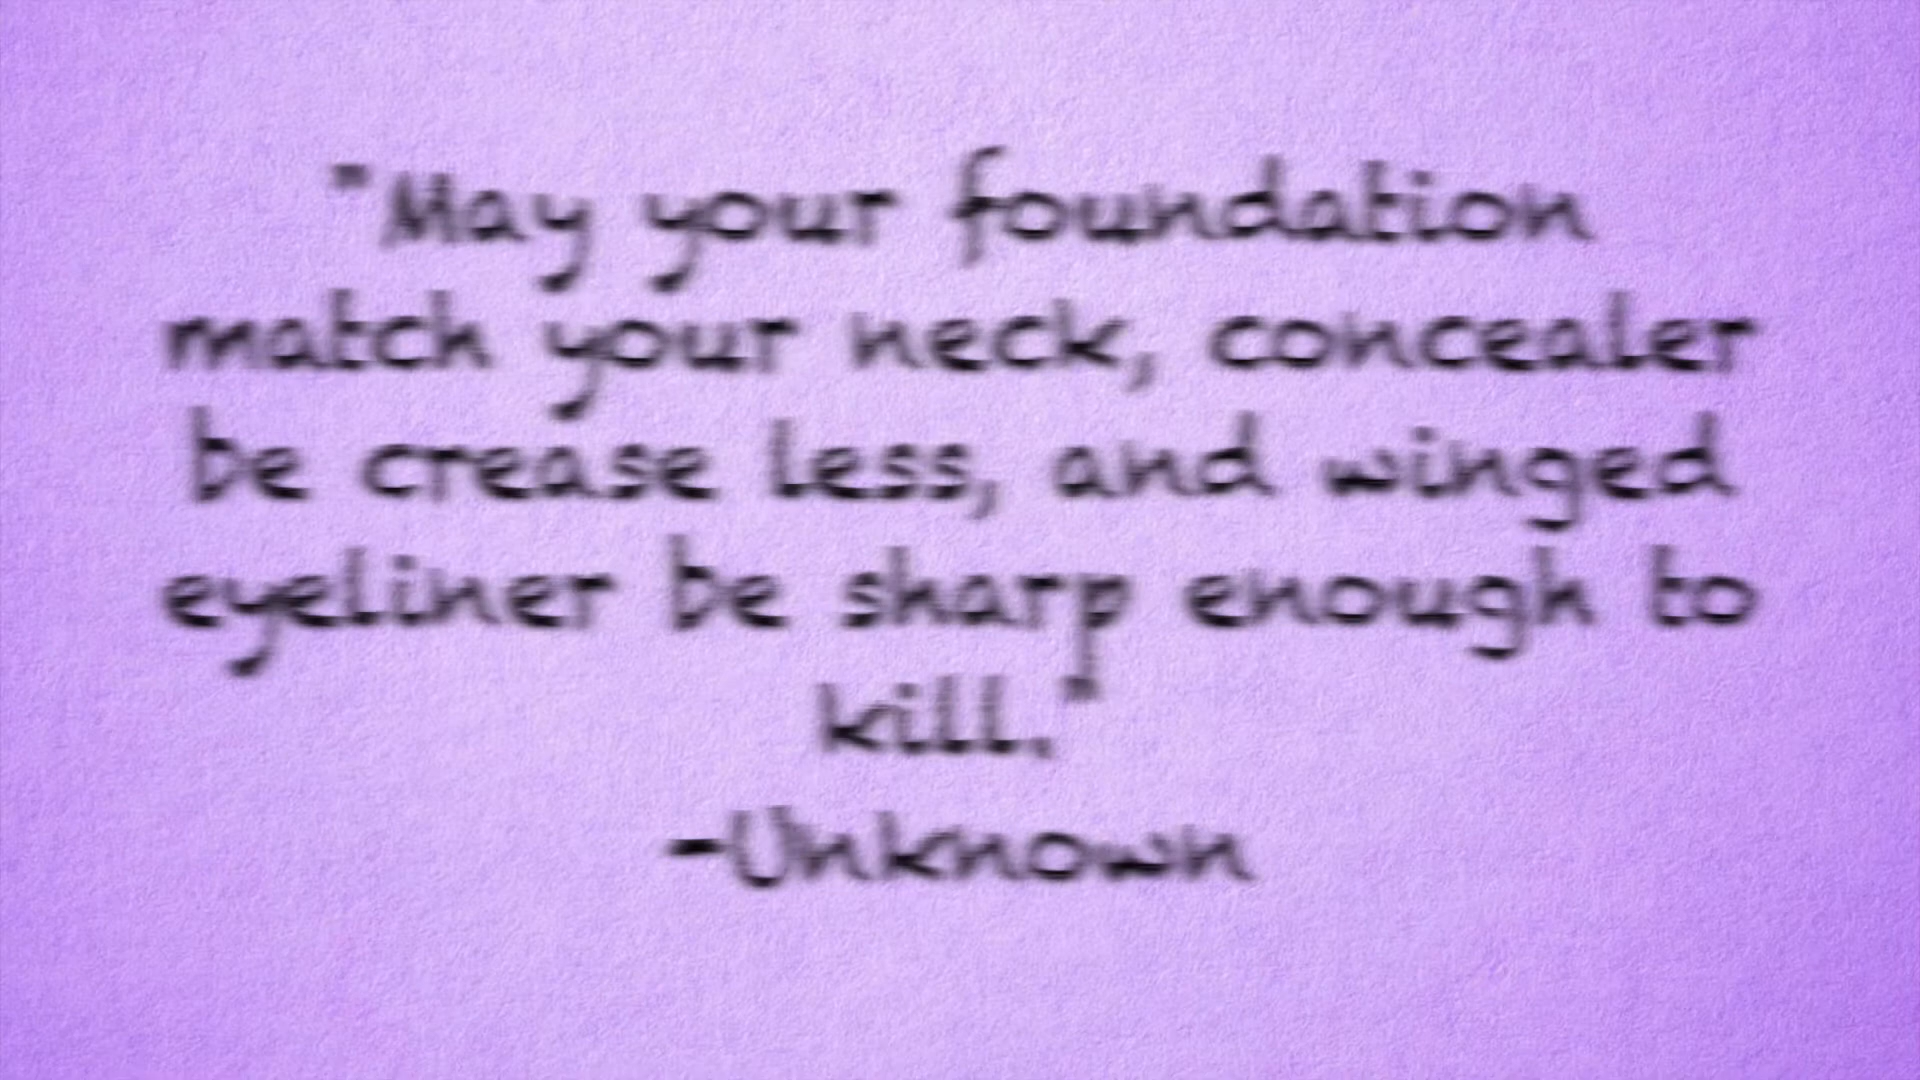 "May your foundation
match your neck, concealer
be crease less, and winged
eyeliner be sharp enough to
kill."
-Unknown